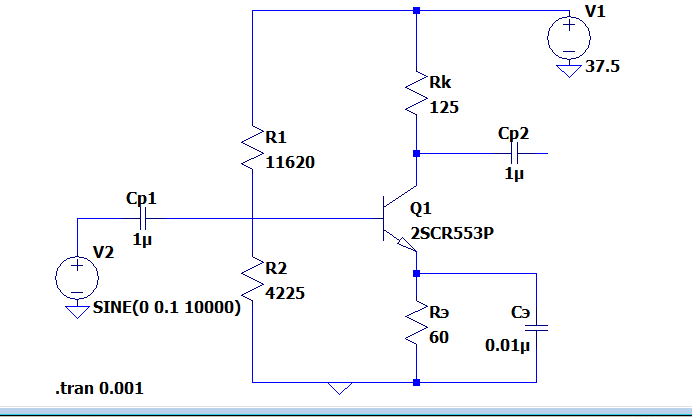 V1
37.5
Rk
125
R1
11620
Cp2
1µ
Cp1
1µ
Q1
2SCR553P
V2
SINE(0 0.1 10000)
R2
4225
Rэ
60
Cэ
0.01µ
.tran 0.001